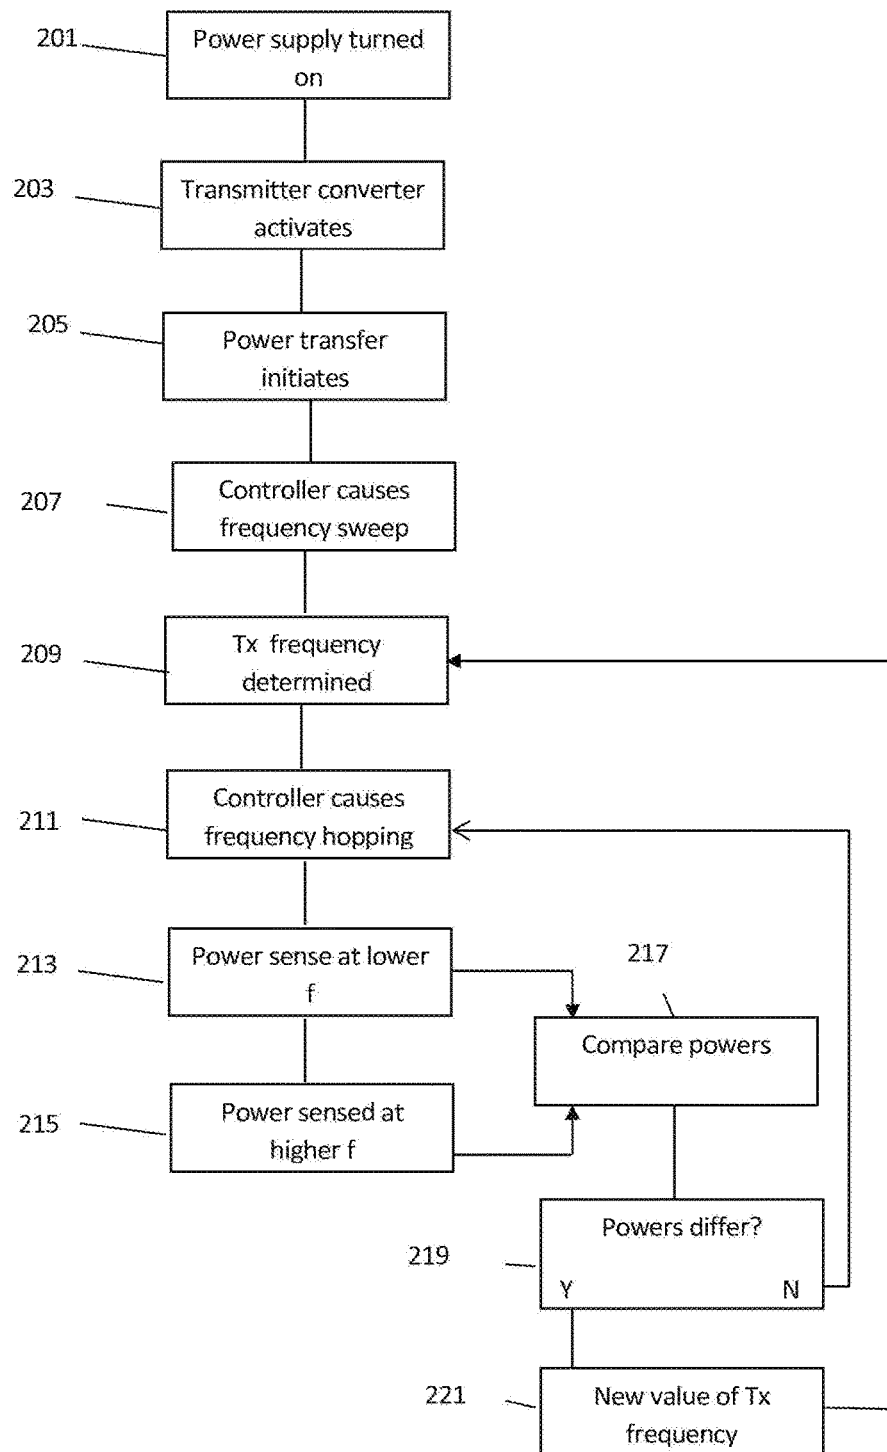 201
Power supply turned
on
203
Transmitter converter
activates
205
Power transfer
initiates
207
Controller causes
frequency sweep
209
Tx frequency
determined
211
Controller causes
frequency hopping
213
Power sense at lower
f
217
Compare powers
215
Power sensed at
higher f
219
Powers differ?
Y N
221
New value of Tx
frequency